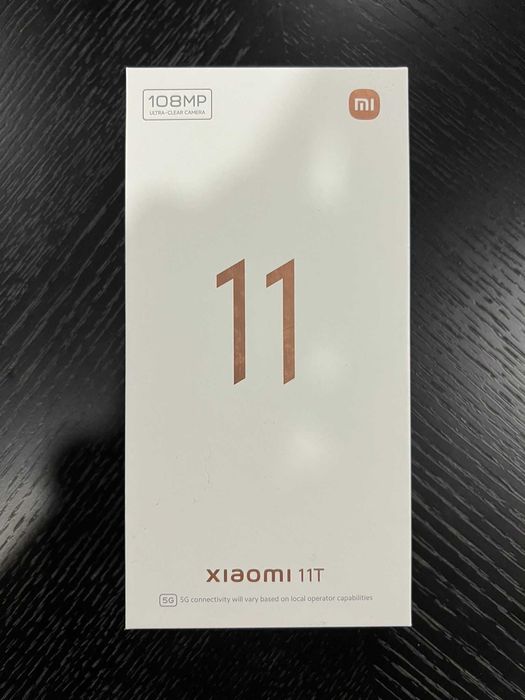 108MP
ULTRA-CLEAR CAMERA
mi
11
xiaomi 11T
5G 5G connectivity will vary based on local operator capabilities